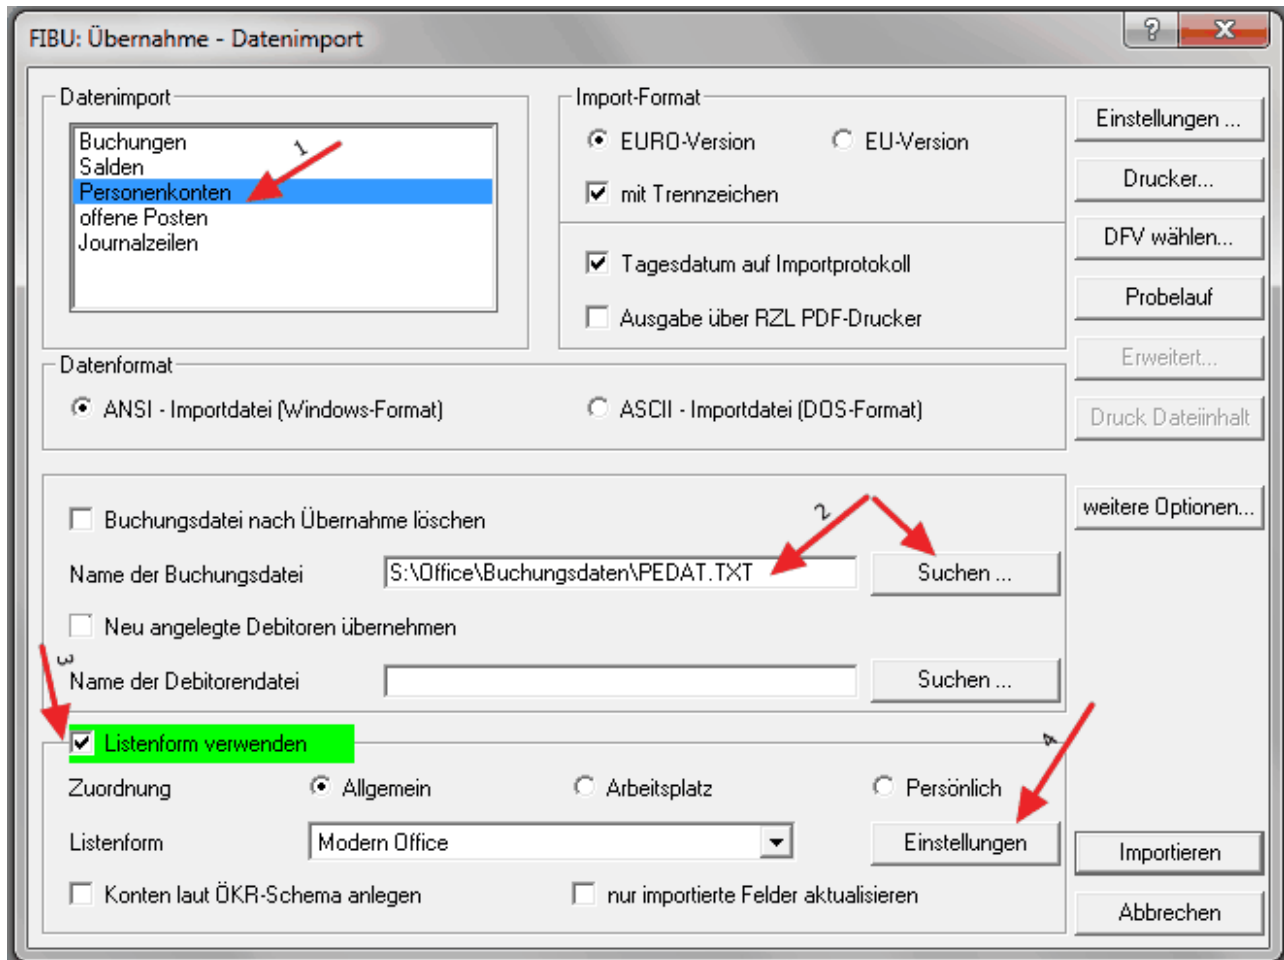 FIBU: Übernahme - Datenimport
?
Datenimport
Buchungen
Salden
Personenkonten
offene Posten
Journalzeilen
1
Import-Format
EURO-Version
EU-Version
mit Trennzeichen
Tagesdatum auf Importprotokoll
Ausgabe über RZL PDF-Drucker
Einstellungen ...
Drucker...
DFV wählen...
Probelauf
Erweitert...
Druck Dateiinhalt
weitere Optionen...
Datenformat
ANSI - Importdatei (Windows-Format)
ASCII - Importdatei (DOS-Format)
Buchungsdatei nach Übernahme löschen
2
Name der Buchungsdatei
S:\Office\Buchungsdaten\PEDAT.TXT
Suchen ...
Neu angelegte Debitoren übernehmen
3
Name der Debitorendatei
Suchen ...
Listenform verwenden
4
Zuordnung
Allgemein
Arbeitsplatz
Persönlich
Listenform
Modern Office
Einstellungen
Konten laut ÖKR-Schema anlegen
nur importierte Felder aktualisieren
Importieren
Abbrechen